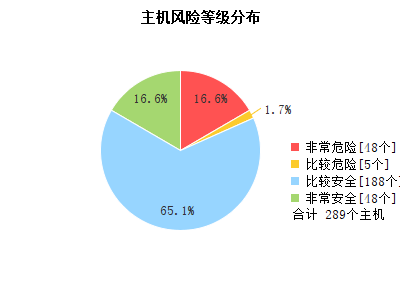 主机风险等级分布
16.6%
16.6%
1.7%
65.1%
非常危险[48个]
比较危险[5个]
比较安全[188个]
非常安全[48个]
合计 289个主机